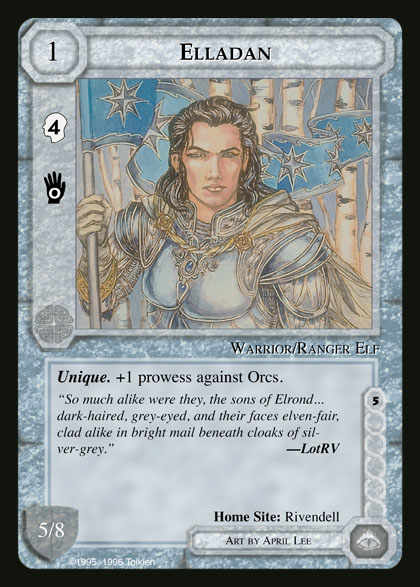 1
ELLADAN
4
WARRIOR/RANGER ELF
Unique. +1 prowess against Orcs.
“So much alike were they, the sons of Elrond...
dark-haired, grey-eyed, and their faces elven-fair,
clad alike in bright mail beneath cloaks of sil-
ver-grey.” —LotRV
5
Home Site: Rivendell
5/8
ART BY APRIL LEE
©1995, 1996 Tolkien